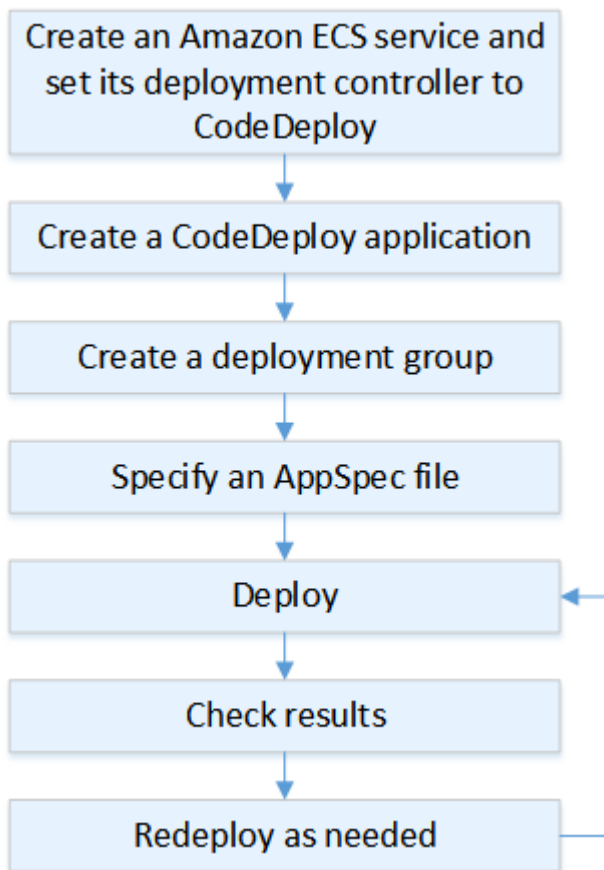 Create an Amazon ECS service and
set its deployment controller to
CodeDeploy
Create a CodeDeploy application
Create a deployment group
Specify an AppSpec file
Deploy
Check results
Redeploy as needed